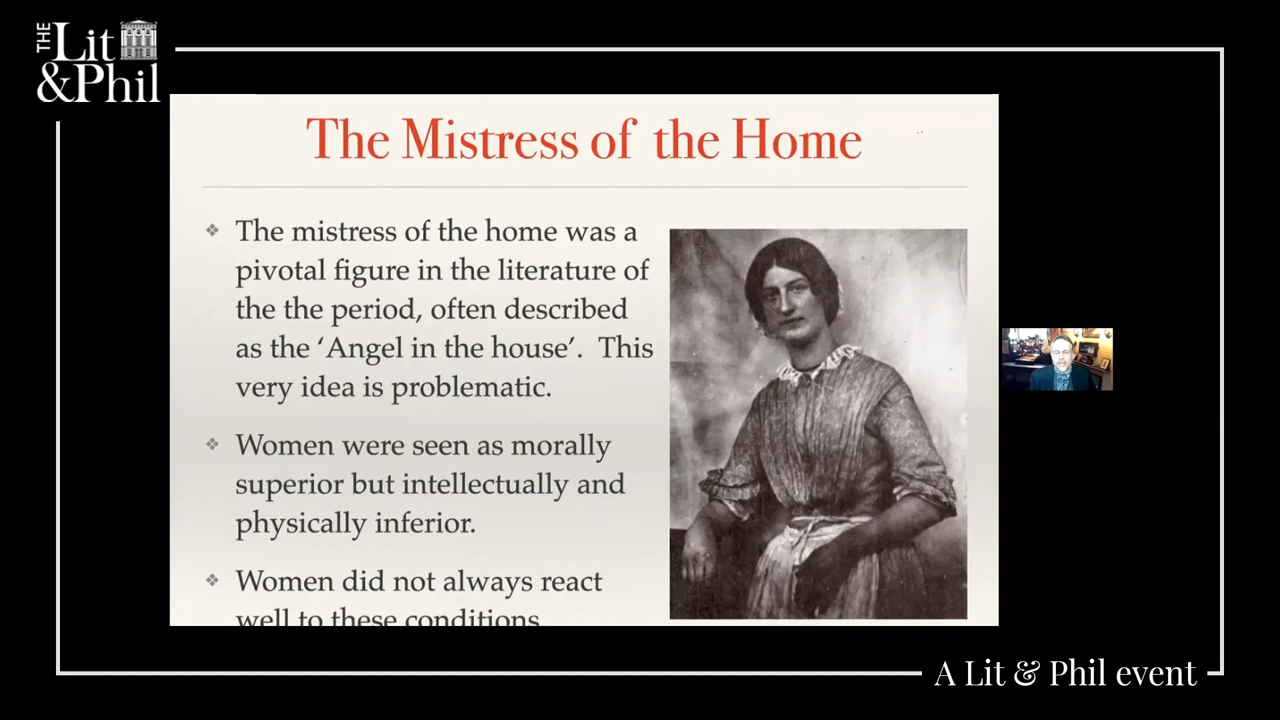 THE
Lit
&Phil
The Mistress of the Home
The mistress of the home was a
pivotal figure in the literature of
the the period, often described
as the ‘Angel in the house’. This
very idea is problematic.
Women were seen as morally
superior but intellectually and
physically inferior.
Women did not always react
well to these conditions
A Lit & Phil event